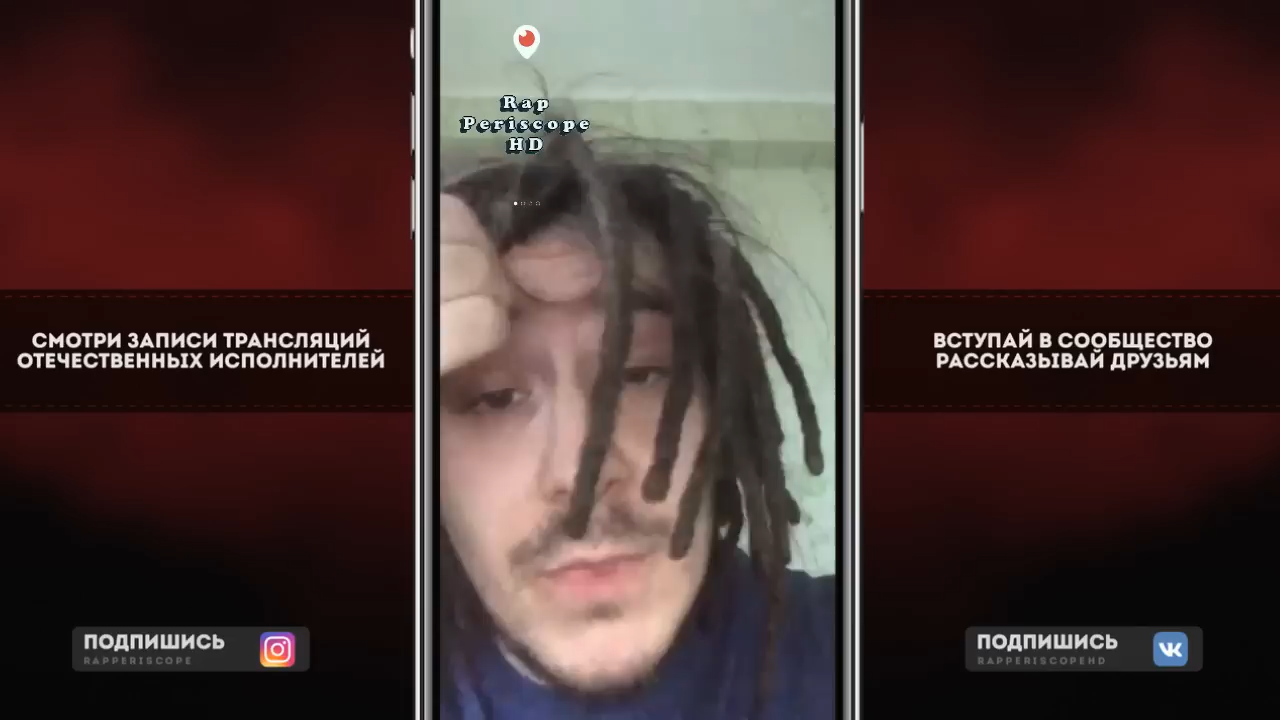 Rap
Periscope
HD
СМОТРИ ЗАПИСИ ТРАНСЛЯЦИЙ
ОТЕЧЕСТВЕННЫХ ИСПОЛНИТЕЛЕЙ
ВСТУПАЙ В СООБЩЕСТВО
РАССКАЗЫВАЙ ДРУЗЬЯМ
ПОДПИШИСЬ
RAPPERISCOPE
ПОДПИШИСЬ
RAPPERISCOPEHD